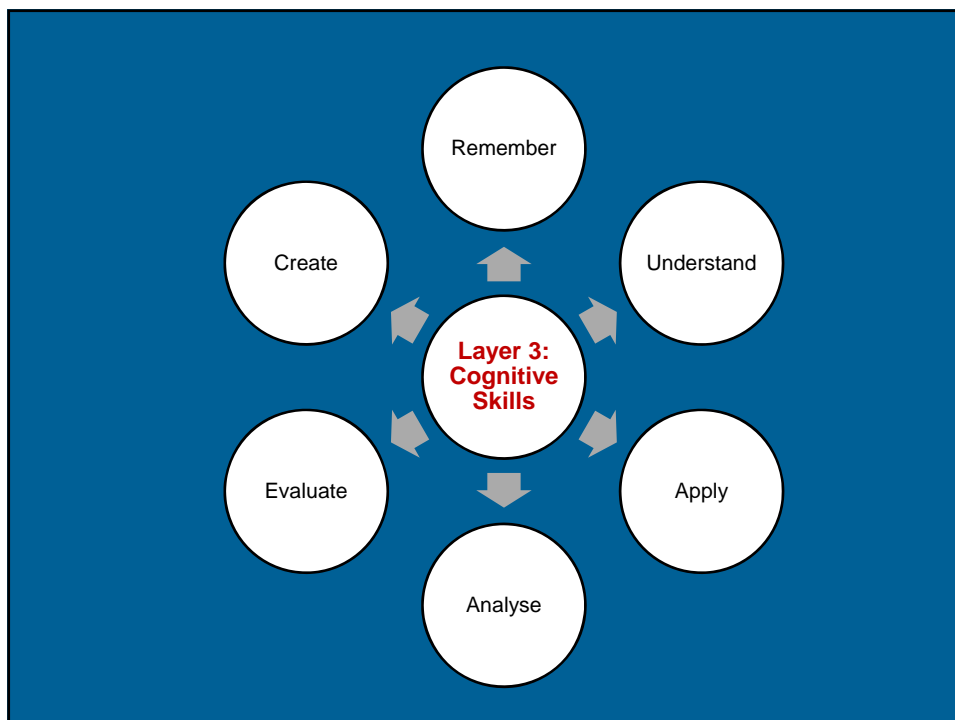 Remember
Create
Understand
Layer 3:
Cognitive
Skills
Evaluate
Apply
Analyse